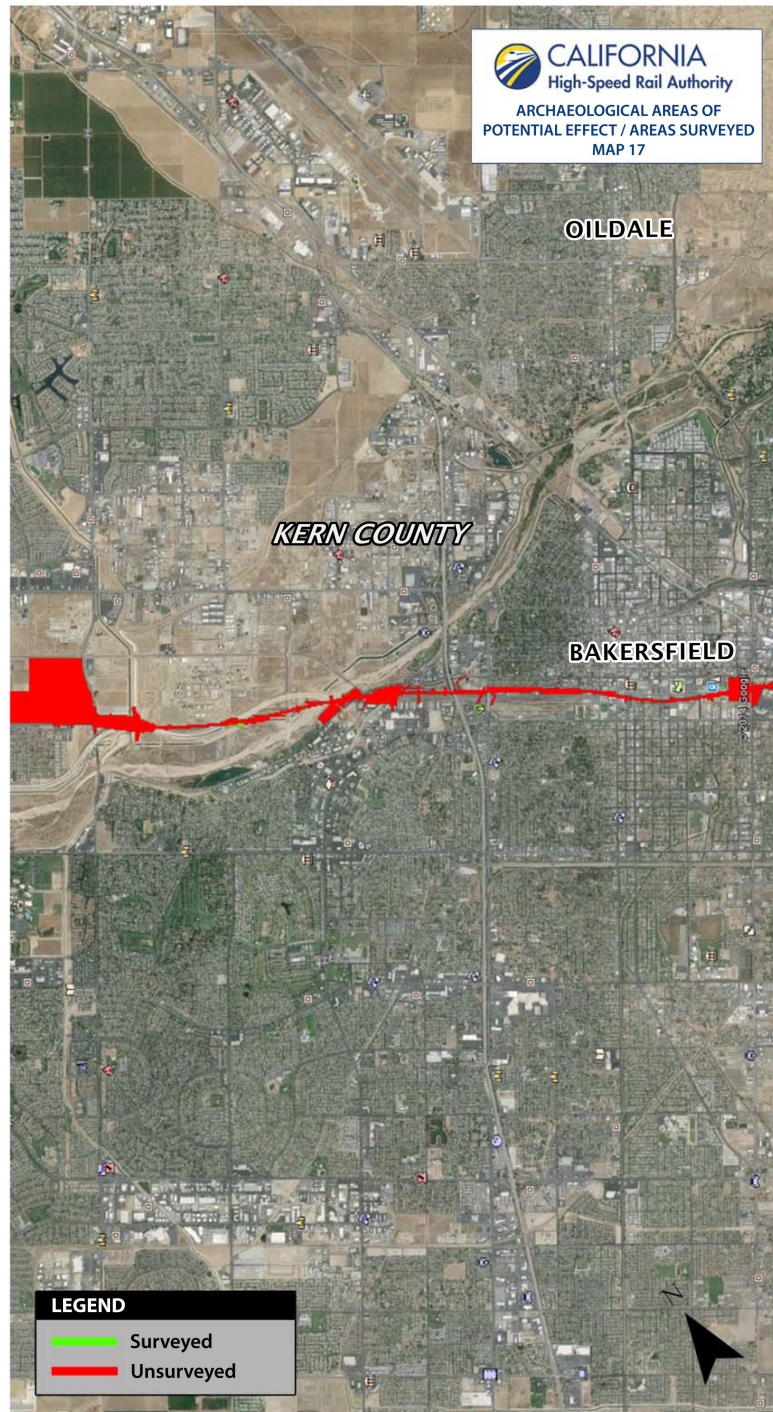 CALIFORNIA
High-Speed Rail Authority
ARCHAEOLOGICAL AREAS OF
POTENTIAL EFFECT / AREAS SURVEYED
MAP 17
OILDALE
KERN COUNTY
BAKERSFIELD
LEGEND
Surveyed
Unsurveyed
N